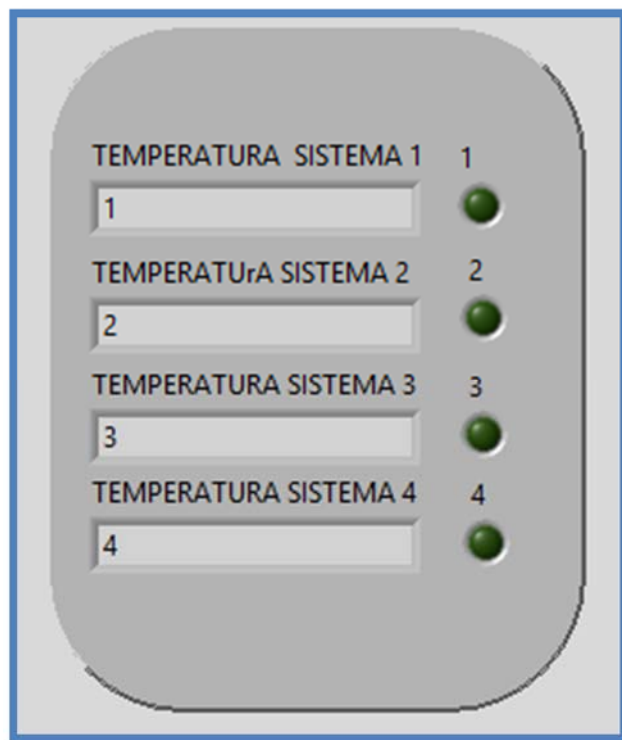 TEMPERATURA  SISTEMA 1 1
1
TEMPERATUrA SISTEMA 2 2
2
TEMPERATURA SISTEMA 3 3
3
TEMPERATURA SISTEMA 4 4
4